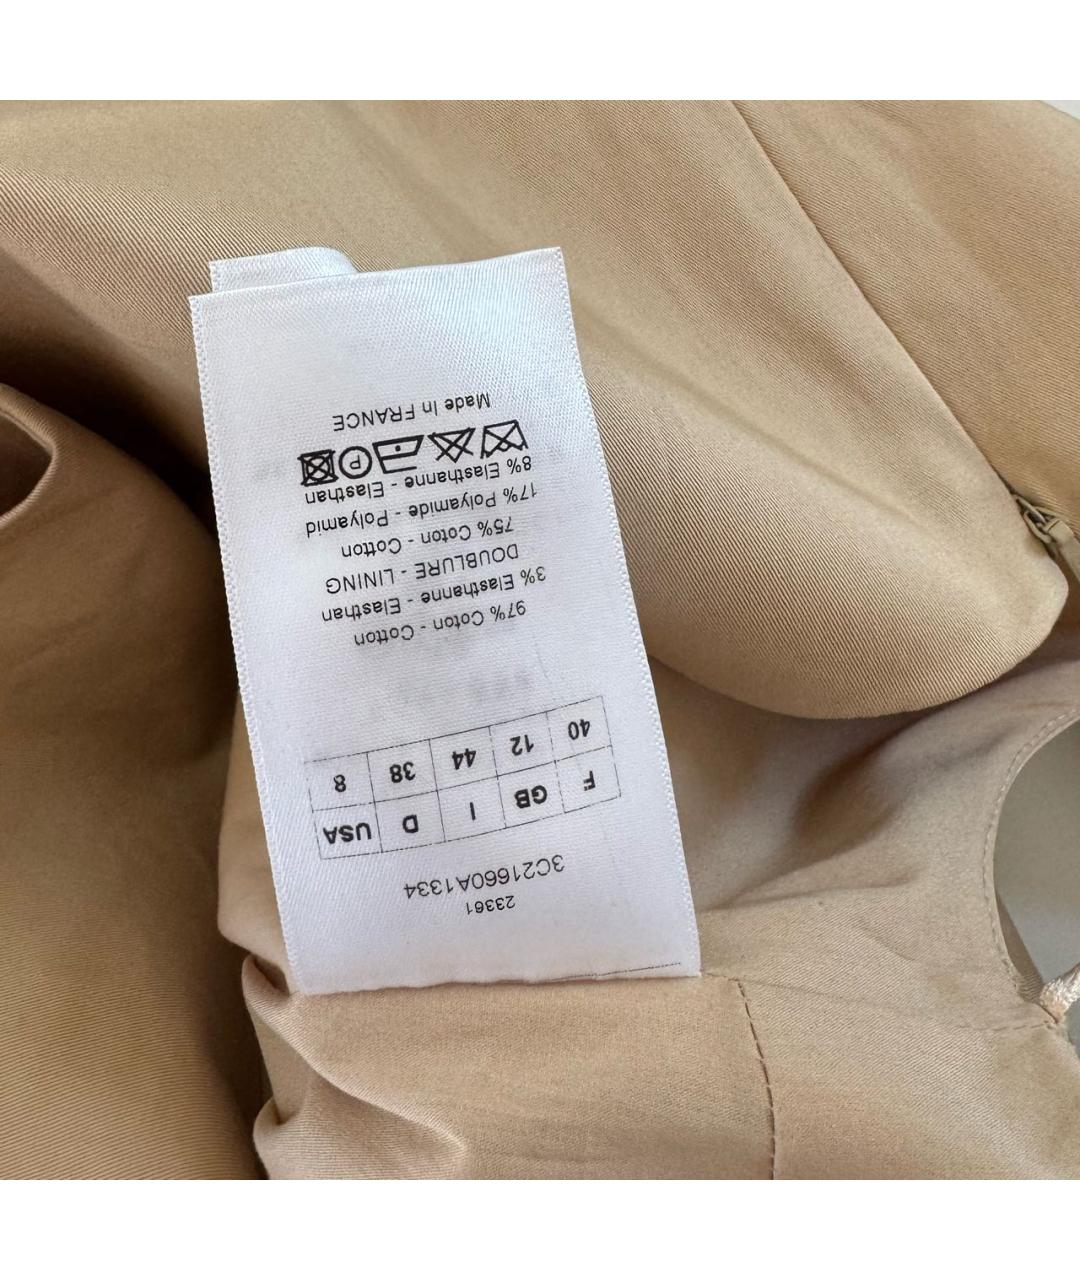 23361
3C21660A1334
F GB I D USA
40 12 44 38 8
97% Coton - Cotton
3% Elasthanne - Elasthan
DOUBLURE - LINING
75% Coton - Cotton
17% Polyamide - Polyamid
8% Elasthanne - Elasthan
P
Made In FRANCE